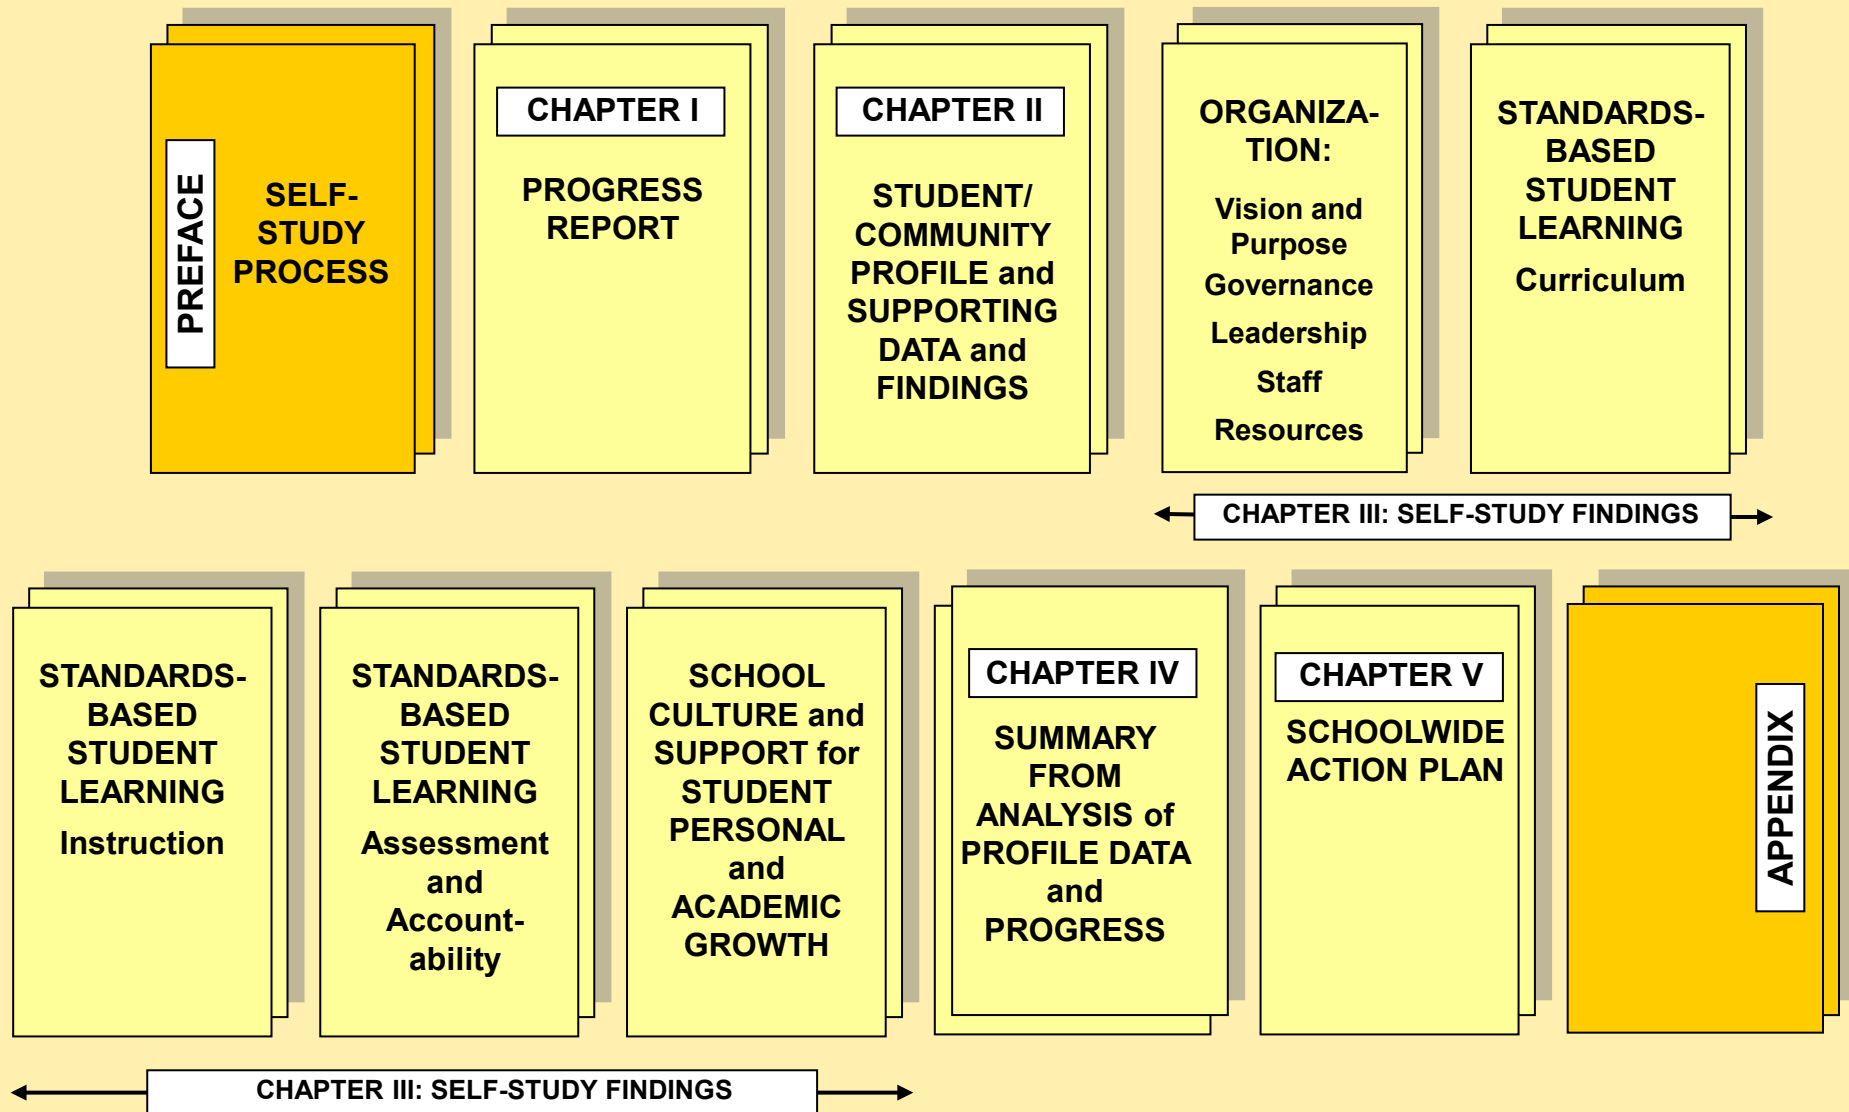 PREFACE
SELF-
STUDY
PROCESS
CHAPTER I
PROGRESS
REPORT
CHAPTER II
STUDENT/
COMMUNITY
PROFILE and
SUPPORTING
DATA and
FINDINGS
ORGANIZA-
TION:
Vision and
Purpose
Governance
Leadership
Staff
Resources
STANDARDS-
BASED
STUDENT
LEARNING
Curriculum
CHAPTER III: SELF-STUDY FINDINGS
STANDARDS-
BASED
STUDENT
LEARNING
Instruction
STANDARDS-
BASED
STUDENT
LEARNING
Assessment
and
Account-
ability
SCHOOL
CULTURE and
SUPPORT for
STUDENT
PERSONAL
and
ACADEMIC
GROWTH
CHAPTER IV
SUMMARY
FROM
ANALYSIS of
PROFILE DATA
and
PROGRESS
CHAPTER V
SCHOOLWIDE
ACTION PLAN
APPENDIX
CHAPTER III: SELF-STUDY FINDINGS